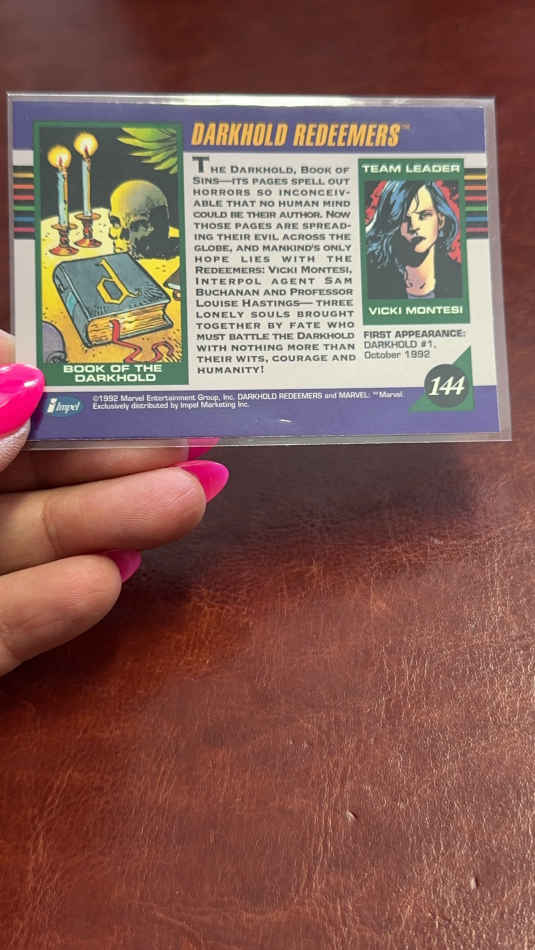 DARKHOLD REDEEMERS™
THE DARKHOLD, BOOK OF
SINS—ITS PAGES SPELL OUT
HORRORS SO INCONCEIV-
ABLE THAT NO HUMAN MIND
COULD BE THEIR AUTHOR. NOW
THOSE PAGES ARE SPREAD-
ING THEIR EVIL ACROSS THE
GLOBE, AND MANKIND'S ONLY
HOPE LIES WITH THE
REDEEMERS: VICKI MONTESI,
INTERPOL AGENT SAM
BUCHANAN AND PROFESSOR
LOUISE HASTINGS— THREE
LONELY SOULS BROUGHT
TOGETHER BY FATE WHO
MUST BATTLE THE DARKHOLD
WITH NOTHING MORE THAN
THEIR WITS, COURAGE AND
HUMANITY!
TEAM LEADER
VICKI MONTESI
FIRST APPEARANCE:
DARKHOLD #1,
October 1992
d
BOOK OF THE
DARKHOLD
144
Impel
©1992 Marvel Entertainment Group, Inc. DARKHOLD REDEEMERS and MARVEL: ™ Marvel.
Exclusively distributed by Impel Marketing Inc.